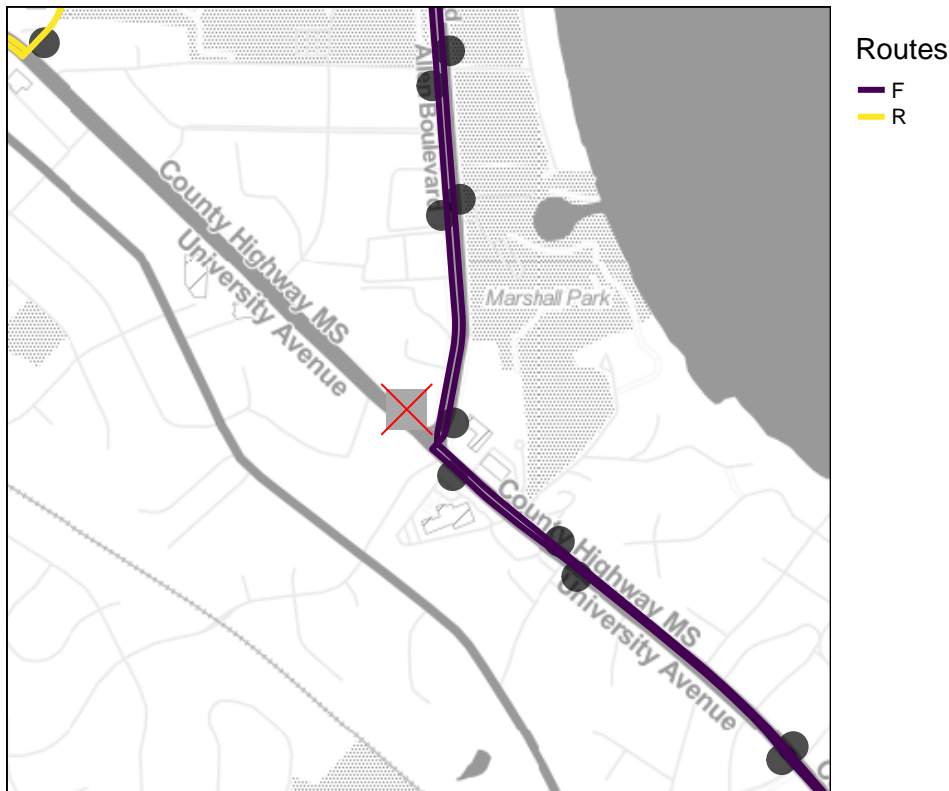 Routes
F
R
d
Allen Boulevard
County Highway MS
University Avenue
Marshall Park
County Highway MS
University Avenue
C